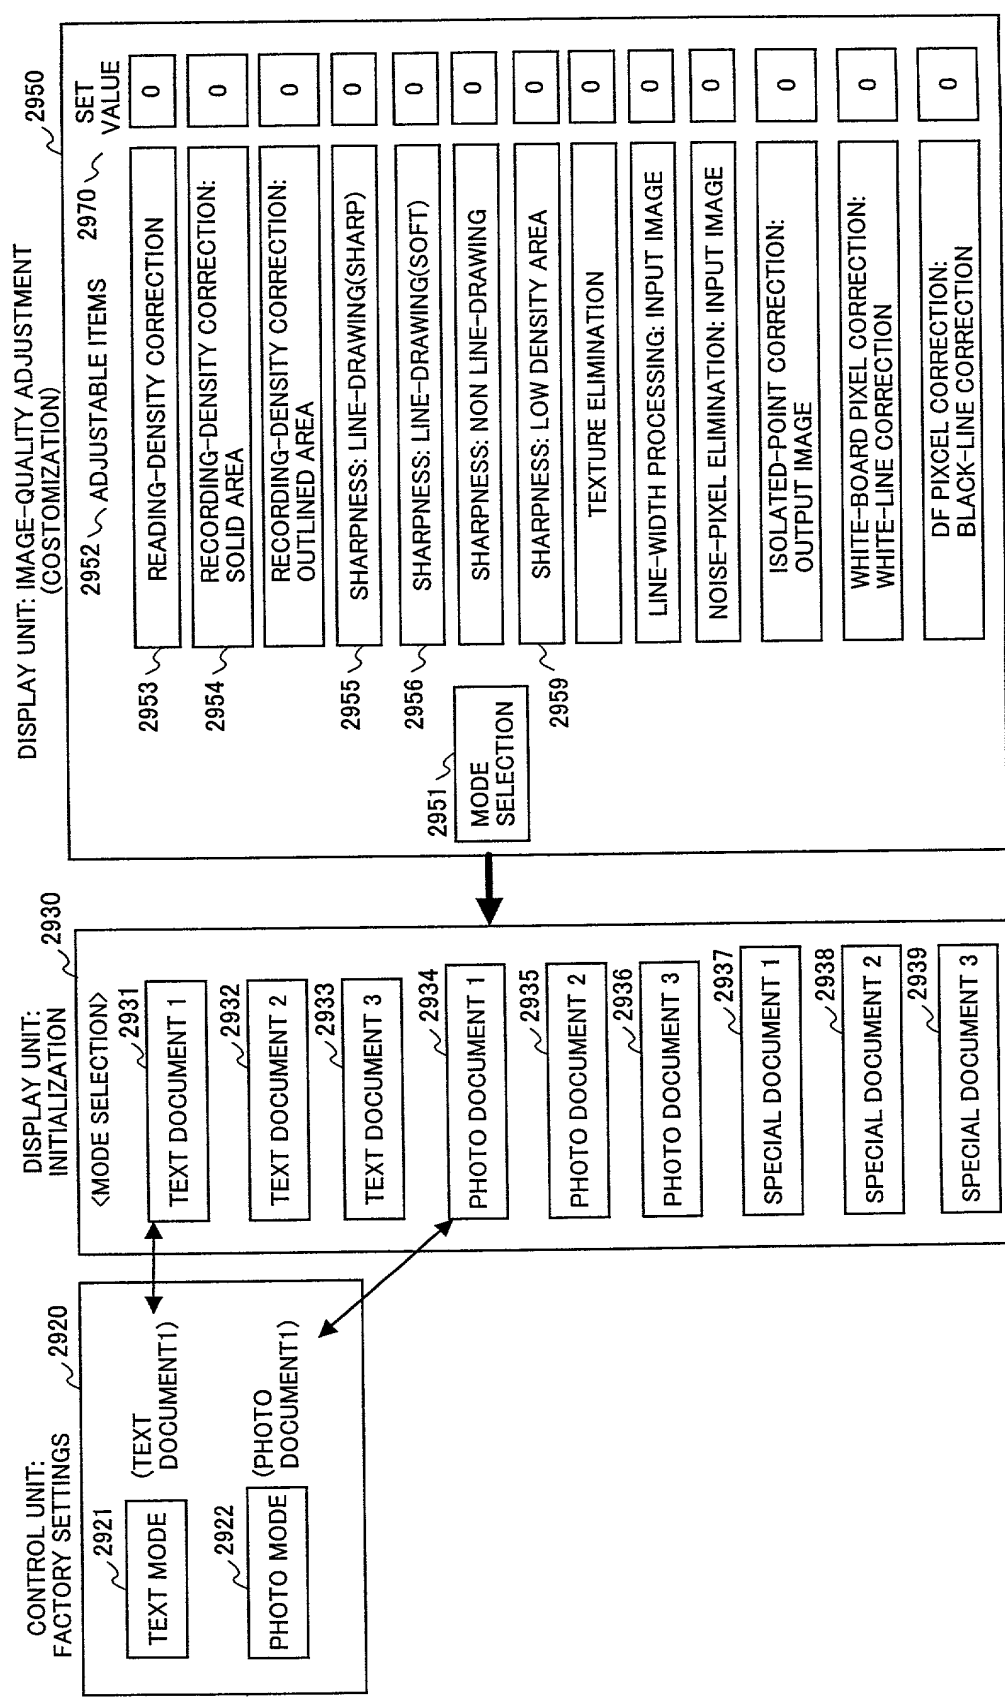 CONTROL UNIT:
FACTORY SETTINGS
2920
2921
TEXT MODE
(TEXT
DOCUMENT1)
2922
PHOTO MODE
(PHOTO
DOCUMENT1)
DISPLAY UNIT:
INITIALIZATION
2930
<MODE SELECTION>
2931
TEXT DOCUMENT 1
2932
TEXT DOCUMENT 2
2933
TEXT DOCUMENT 3
2934
PHOTO DOCUMENT 1
2935
PHOTO DOCUMENT 2
2936
PHOTO DOCUMENT 3
2937
SPECIAL DOCUMENT 1
2938
SPECIAL DOCUMENT 2
2939
SPECIAL DOCUMENT 3
DISPLAY UNIT: IMAGE-QUALITY ADJUSTMENT
(COSTOMIZATION)
2950
2951
MODE
SELECTION
2952
ADJUSTABLE ITEMS
2970
SET
VALUE
2953
READING-DENSITY CORRECTION
0
2954
RECORDING-DENSITY CORRECTION:
SOLID AREA
0
RECORDING-DENSITY CORRECTION:
OUTLINED AREA
0
2955
SHARPNESS: LINE-DRAWING(SHARP)
0
2956
SHARPNESS: LINE-DRAWING(SOFT)
0
SHARPNESS: NON LINE-DRAWING
0
2959
SHARPNESS: LOW DENSITY AREA
0
TEXTURE ELIMINATION
0
LINE-WIDTH PROCESSING: INPUT IMAGE
0
NOISE-PIXEL ELIMINATION: INPUT IMAGE
0
ISOLATED-POINT CORRECTION:
OUTPUT IMAGE
0
WHITE-BOARD PIXEL CORRECTION:
WHITE-LINE CORRECTION
0
DF PIXCEL CORRECTION:
BLACK-LINE CORRECTION
0